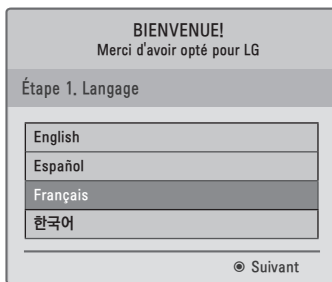 BIENVENUE!
Merci d'avoir opté pour LG
Étape 1. Langage
English
Español
Français
한국어
◉ Suivant